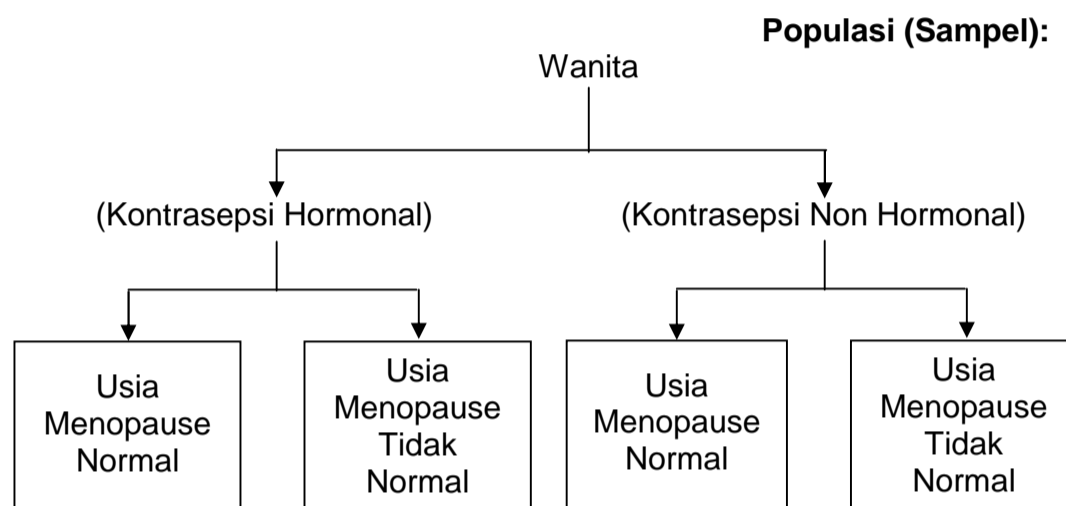 Populasi (Sampel):
Wanita
(Kontrasepsi Hormonal)
(Kontrasepsi Non Hormonal)
Usia
Menopause
Normal
Usia
Menopause
Tidak
Normal
Usia
Menopause
Normal
Usia
Menopause
Tidak
Normal